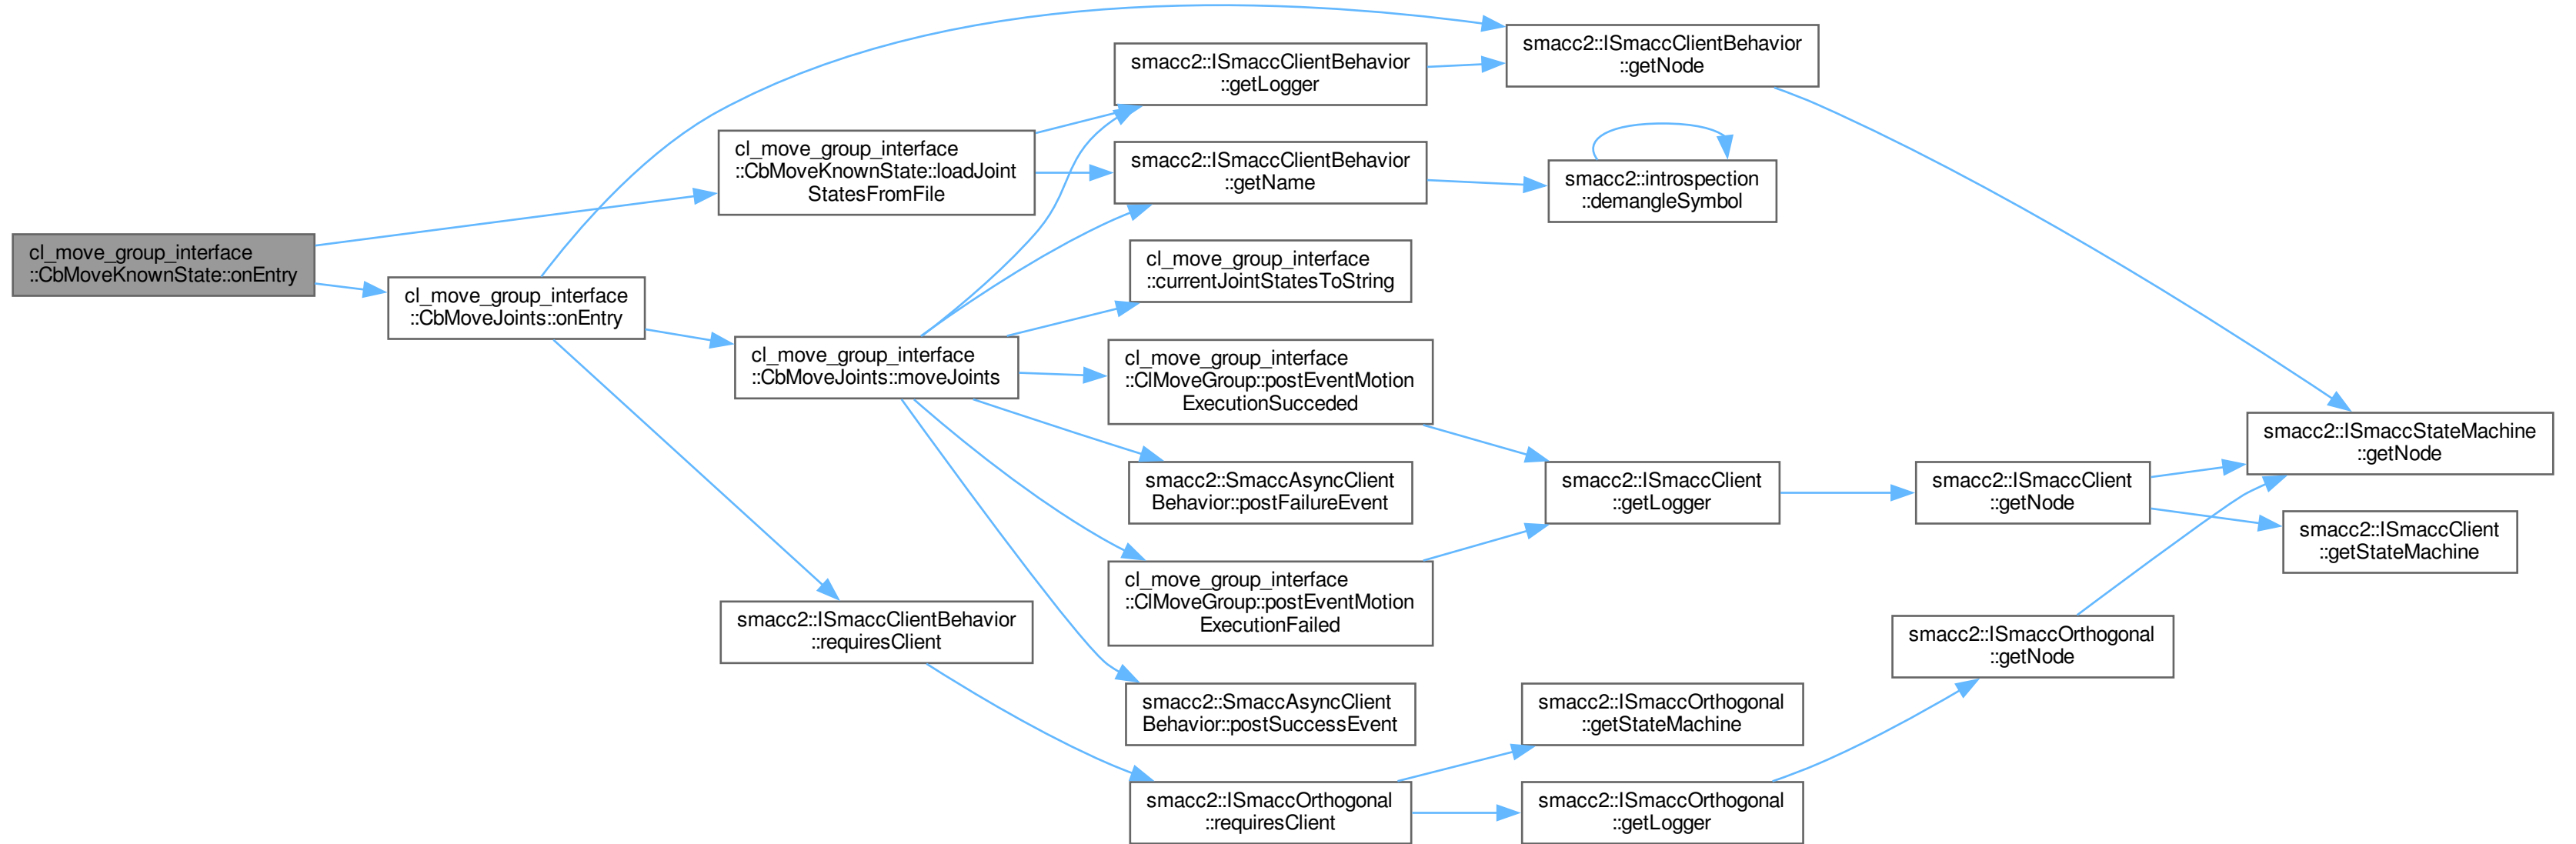 cl_move_group_interface
::CbMoveKnownState::onEntry
cl_move_group_interface
::CbMoveJoints::onEntry
cl_move_group_interface
::CbMoveKnownState::loadJoint
StatesFromFile
cl_move_group_interface
::CbMoveJoints::moveJoints
smacc2::ISmaccClientBehavior
::requiresClient
smacc2::ISmaccClientBehavior
::getLogger
smacc2::ISmaccClientBehavior
::getName
cl_move_group_interface
::currentJointStatesToString
cl_move_group_interface
::ClMoveGroup::postEventMotion
ExecutionSucceded
smacc2::SmaccAsyncClient
Behavior::postFailureEvent
cl_move_group_interface
::ClMoveGroup::postEventMotion
ExecutionFailed
smacc2::SmaccAsyncClient
Behavior::postSuccessEvent
smacc2::ISmaccOrthogonal
::requiresClient
smacc2::ISmaccClientBehavior
::getNode
smacc2::introspection
::demangleSymbol
smacc2::ISmaccClient
::getLogger
smacc2::ISmaccOrthogonal
::getStateMachine
smacc2::ISmaccOrthogonal
::getLogger
smacc2::ISmaccClient
::getNode
smacc2::ISmaccOrthogonal
::getNode
smacc2::ISmaccStateMachine
::getNode
smacc2::ISmaccClient
::getStateMachine